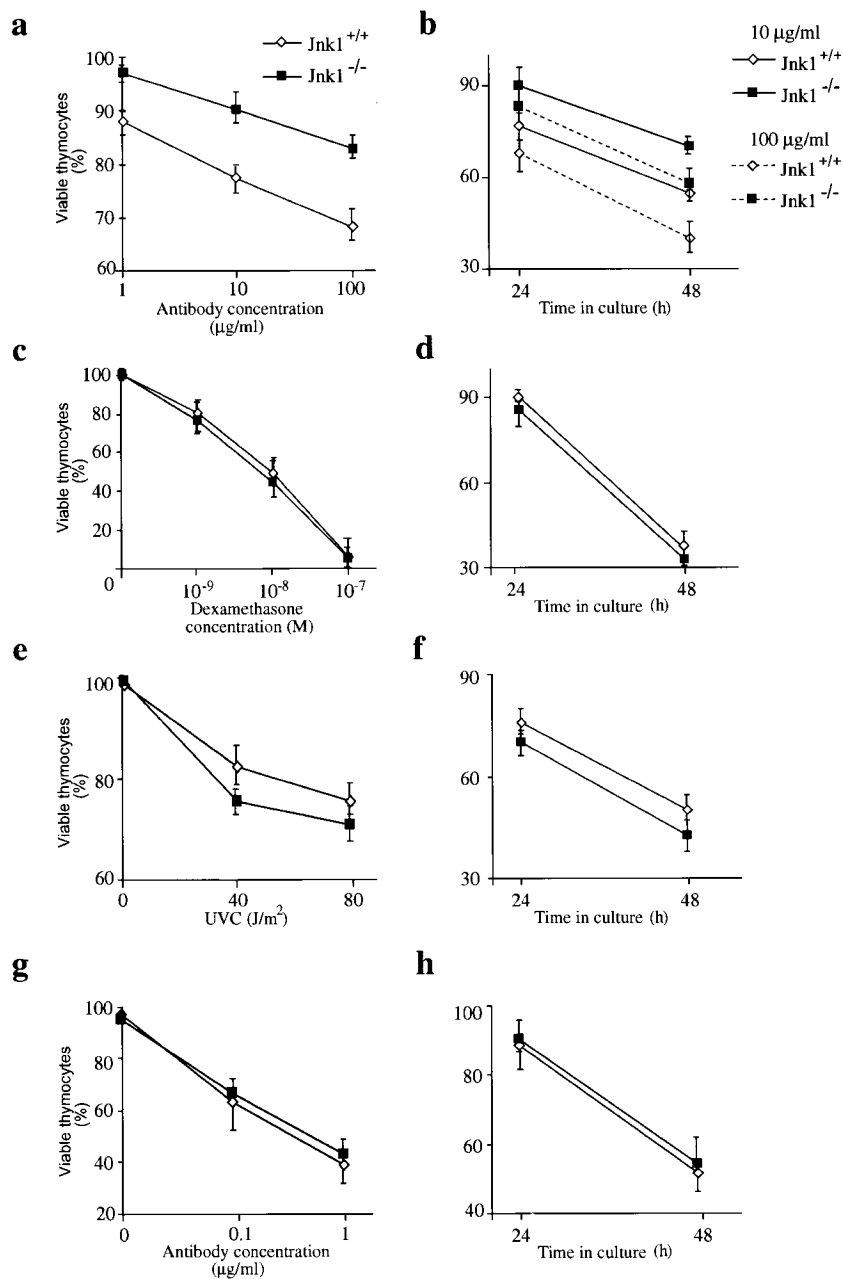 a
Jnk1+/+
Jnk1-/-
100
90
80
70
60
Viable thymocytes
(%)
1
10
100
Antibody concentration
(µg/ml)
b
90
60
30
24
48
Time in culture (h)
10 µg/ml
Jnk1+/+
Jnk1-/-
100 µg/ml
Jnk1+/+
Jnk1-/-
c
100
80
60
40
20
0
Viable thymocytes
(%)
10-9
10-8
10-7
Dexamethasone
concentration (M)
d
90
60
30
24
48
Time in culture (h)
e
100
80
60
Viable thymocytes
(%)
0
40
80
UVC (J/m2)
f
90
60
30
24
48
Time in culture (h)
g
100
80
60
40
20
Viable thymocytes
(%)
0
0.1
1
Antibody concentration
(µg/ml)
h
100
80
60
40
24
48
Time in culture (h)